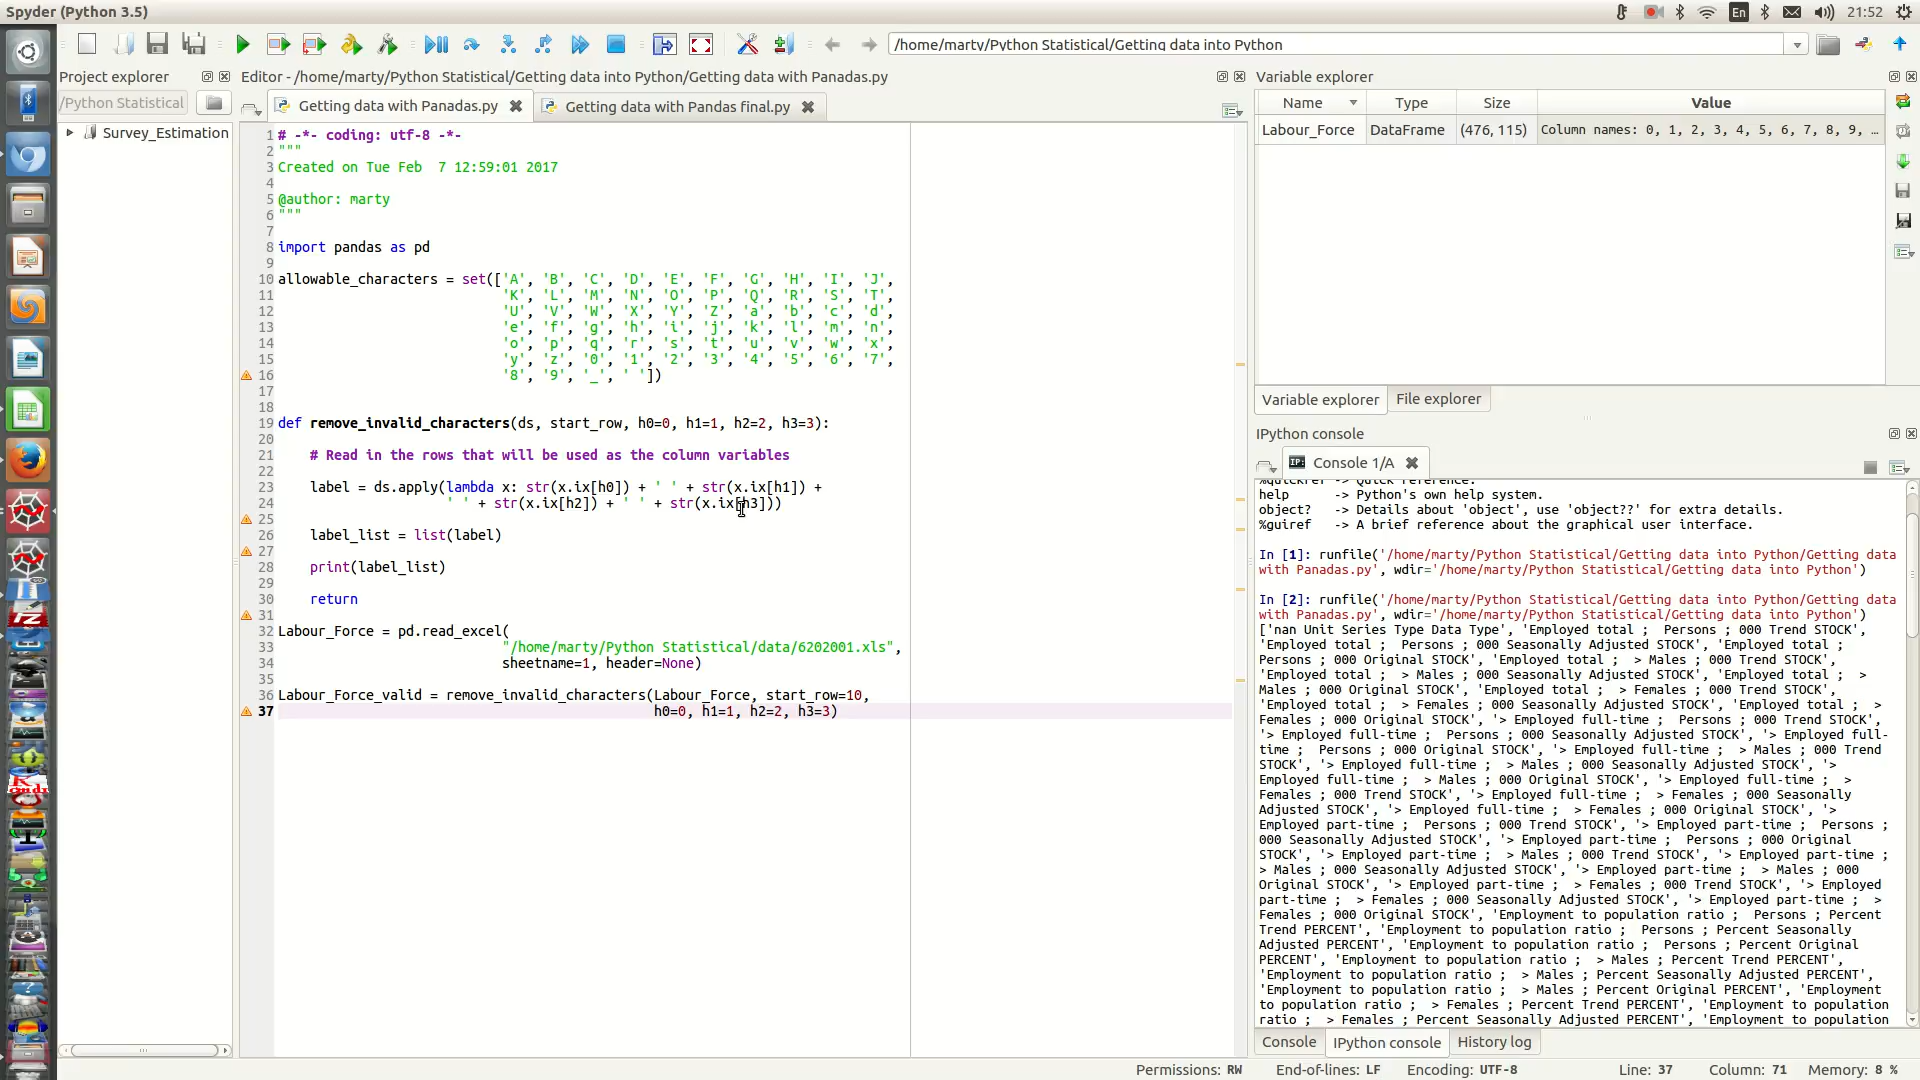 Spyder (Python 3.5)
En
21:52
/home/marty/Python Statistical/Getting data into Python
Project explorer
/Python Statistical
Survey_Estimation
Editor - /home/marty/Python Statistical/Getting data into Python/Getting data with Panadas.py
Getting data with Panadas.py
Getting data with Pandas final.py
1 # -*- coding: utf-8 -*-
2 """
3 Created on Tue Feb  7 12:59:01 2017
4
5 @author: marty
6 """
7
8 import pandas as pd
9
10 allowable_characters = set(['A', 'B', 'C', 'D', 'E', 'F', 'G', 'H', 'I', 'J',
11 'K', 'L', 'M', 'N', 'O', 'P', 'Q', 'R', 'S', 'T',
12 'U', 'V', 'W', 'X', 'Y', 'Z', 'a', 'b', 'c', 'd',
13 'e', 'f', 'g', 'h', 'i', 'j', 'k', 'l', 'm', 'n',
14 'o', 'p', 'q', 'r', 's', 't', 'u', 'v', 'w', 'x',
15 'y', 'z', '0', '1', '2', '3', '4', '5', '6', '7',
16 '8', '9', '_', ' '])
17
18
19 def remove_invalid_characters(ds, start_row, h0=0, h1=1, h2=2, h3=3):
20
21 # Read in the rows that will be used as the column variables
22
23 label = ds.apply(lambda x: str(x.ix[h0]) + ' ' + str(x.ix[h1]) +
24 ' ' + str(x.ix[h2]) + ' ' + str(x.ix[h3]))
25
26 label_list = list(label)
27
28 print(label_list)
29
30 return
31
32 Labour_Force = pd.read_excel(
33 "/home/marty/Python Statistical/data/6202001.xls",
34 sheetname=1, header=None)
35
36 Labour_Force_valid = remove_invalid_characters(Labour_Force, start_row=10,
37 h0=0, h1=1, h2=2, h3=3)
Variable explorer
Name Type Size Value
Labour_Force DataFrame (476, 115) Column names: 0, 1, 2, 3, 4, 5, 6, 7, 8, 9, …
Variable explorer File explorer
IPython console
Console 1/A
%quickref -> Quick reference.
help -> Python's own help system.
object? -> Details about 'object', use 'object??' for extra details.
%guiref -> A brief reference about the graphical user interface.
In [1]: runfile('/home/marty/Python Statistical/Getting data into Python/Getting data
with Panadas.py', wdir='/home/marty/Python Statistical/Getting data into Python')
In [2]: runfile('/home/marty/Python Statistical/Getting data into Python/Getting data
with Panadas.py', wdir='/home/marty/Python Statistical/Getting data into Python')
['nan Unit Series Type Data Type', 'Employed total ;  Persons ; 000 Trend STOCK',
'Employed total ;  Persons ; 000 Seasonally Adjusted STOCK', 'Employed total ;
Persons ; 000 Original STOCK', 'Employed total ;  > Males ; 000 Trend STOCK',
'Employed total ;  > Males ; 000 Seasonally Adjusted STOCK', 'Employed total ;  >
Males ; 000 Original STOCK', 'Employed total ;  > Females ; 000 Trend STOCK',
'Employed total ;  > Females ; 000 Seasonally Adjusted STOCK', 'Employed total ;  >
Females ; 000 Original STOCK', '> Employed full-time ;  Persons ; 000 Trend STOCK',
'> Employed full-time ;  Persons ; 000 Seasonally Adjusted STOCK', '> Employed full-
time ;  Persons ; 000 Original STOCK', '> Employed full-time ;  > Males ; 000 Trend
STOCK', '> Employed full-time ;  > Males ; 000 Seasonally Adjusted STOCK', '>
Employed full-time ;  > Males ; 000 Original STOCK', '> Employed full-time ;  >
Females ; 000 Trend STOCK', '> Employed full-time ;  > Females ; 000 Seasonally
Adjusted STOCK', '> Employed full-time ;  > Females ; 000 Original STOCK', '>
Employed part-time ;  Persons ; 000 Trend STOCK', '> Employed part-time ;  Persons ;
000 Seasonally Adjusted STOCK', '> Employed part-time ;  Persons ; 000 Original
STOCK', '> Employed part-time ;  > Males ; 000 Trend STOCK', '> Employed part-time ;
> Males ; 000 Seasonally Adjusted STOCK', '> Employed part-time ;  > Males ; 000
Original STOCK', '> Employed part-time ;  > Females ; 000 Trend STOCK', '> Employed
part-time ;  > Females ; 000 Seasonally Adjusted STOCK', '> Employed part-time ;  >
Females ; 000 Original STOCK', 'Employment to population ratio ;  Persons ; Percent
Trend PERCENT', 'Employment to population ratio ;  Persons ; Percent Seasonally
Adjusted PERCENT', 'Employment to population ratio ;  Persons ; Percent Original
PERCENT', 'Employment to population ratio ;  > Males ; Percent Trend PERCENT',
'Employment to population ratio ;  > Males ; Percent Seasonally Adjusted PERCENT',
'Employment to population ratio ;  > Males ; Percent Original PERCENT', 'Employment
to population ratio ;  > Females ; Percent Trend PERCENT', 'Employment to population
ratio ;  > Females ; Percent Seasonally Adjusted PERCENT', 'Employment to population
Console IPython console History log
Permissions: RW End-of-lines: LF Encoding: UTF-8 Line: 37 Column: 71 Memory: 8 %